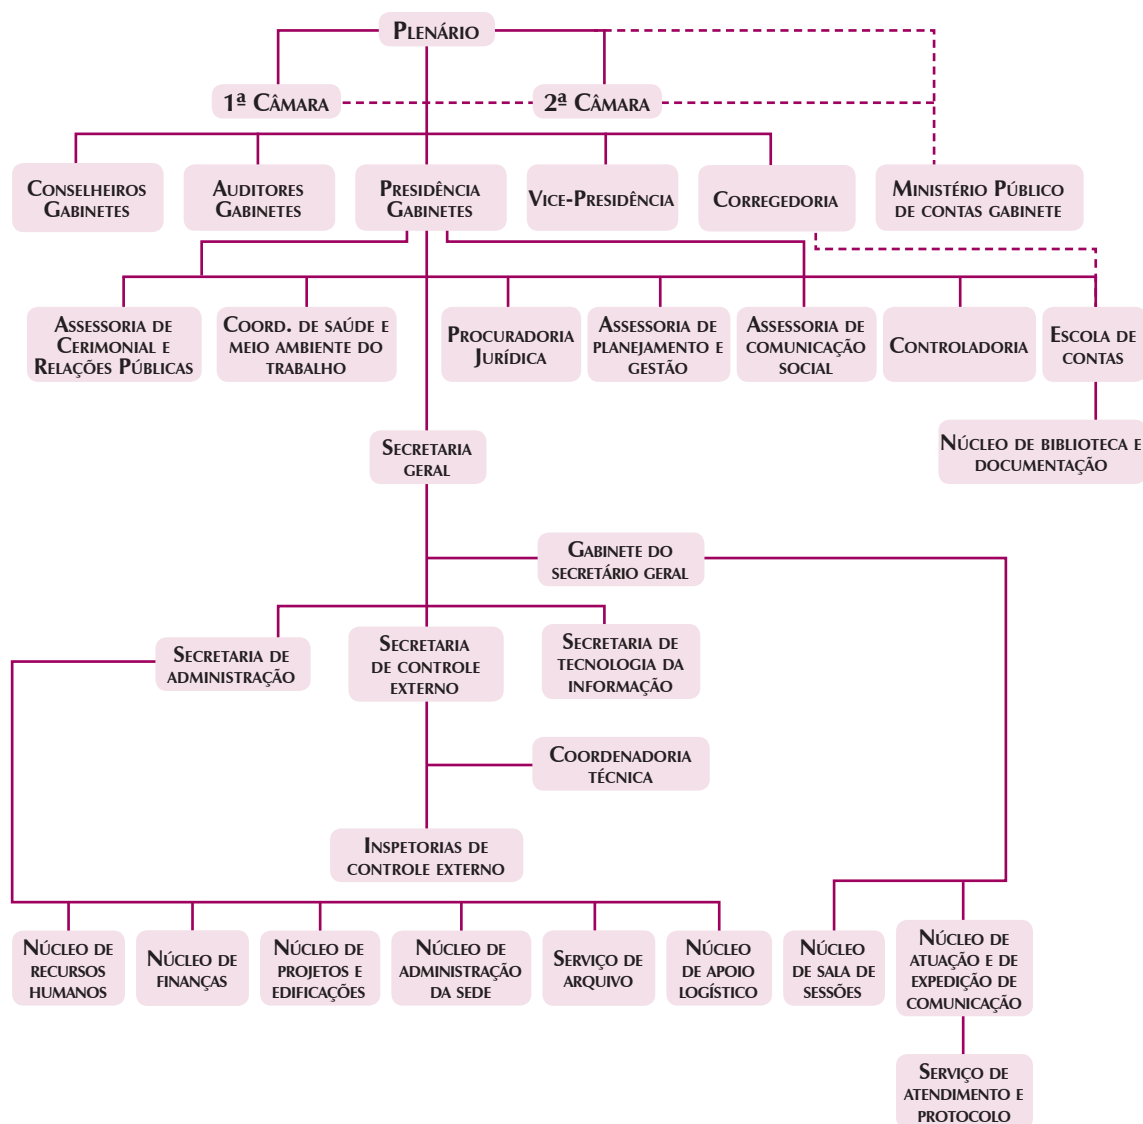 Plenário
1ª Câmara
2ª Câmara
Conselheiros
Gabinetes
Auditores
Gabinetes
Presidência
Gabinetes
Vice-Presidência
Corregedoria
Ministério Público
de contas gabinete
Assessoria de
Cerimonial e
Relações Públicas
Coord. de saúde e
meio ambiente do
trabalho
Procuradoria
Jurídica
Assessoria de
planejamento e
gestão
Assessoria de
comunicação
social
Controladoria
Escola de
contas
Núcleo de biblioteca e
documentação
Secretaria
geral
Gabinete do
secretário geral
Secretaria de
administração
Secretaria
de controle
externo
Secretaria de
tecnologia da
informação
Coordenadoria
técnica
Inspetorias de
controle externo
Núcleo de
recursos
humanos
Núcleo de
finanças
Núcleo de
projetos e
edificações
Núcleo de
administração
da sede
Serviço de
arquivo
Núcleo
de apoio
logístico
Núcleo
de sala de
sessões
Núcleo de
atuação e de
expedição de
comunicação
Serviço de
atendimento e
protocolo